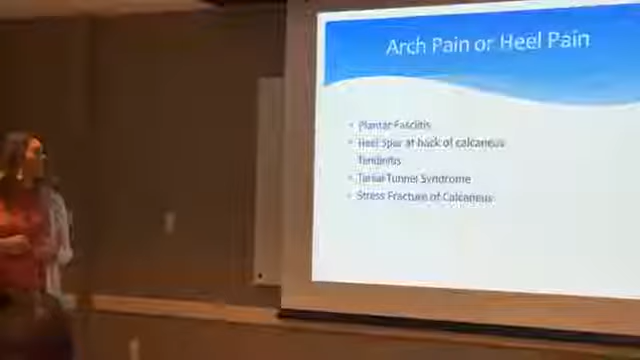 Arch Pain or Heel Pain
• Plantar Fasciitis
• Heel Spur at back of calcaneus
Tendinitis
• Tarsal Tunnel Syndrome
• Stress Fracture of Calcaneus